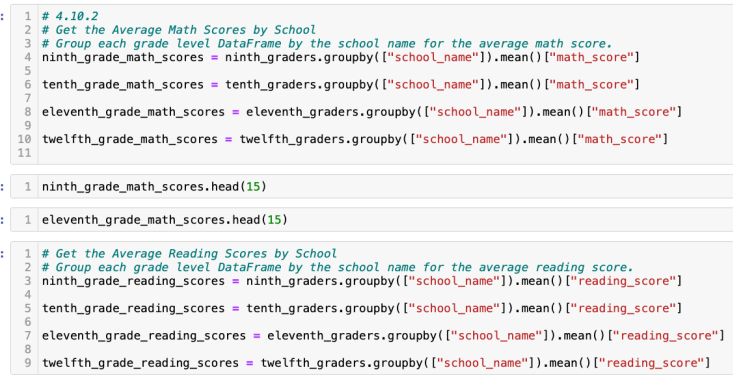 : 1 # 4.10.2
2 # Get the Average Math Scores by School
3 # Group each grade level DataFrame by the school name for the average math score.
4 ninth_grade_math_scores = ninth_graders.groupby(["school_name"]).mean()["math_score"]
5
6 tenth_grade_math_scores = tenth_graders.groupby(["school_name"]).mean()["math_score"]
7
8 eleventh_grade_math_scores = eleventh_graders.groupby(["school_name"]).mean()["math_score"]
9
10 twelfth_grade_math_scores = twelfth_graders.groupby(["school_name"]).mean()["math_score"]
11
: 1 ninth_grade_math_scores.head(15)
: 1 eleventh_grade_math_scores.head(15)
: 1 # Get the Average Reading Scores by School
2 # Group each grade level DataFrame by the school name for the average reading score.
3 ninth_grade_reading_scores = ninth_graders.groupby(["school_name"]).mean()["reading_score"]
4
5 tenth_grade_reading_scores = tenth_graders.groupby(["school_name"]).mean()["reading_score"]
6
7 eleventh_grade_reading_scores = eleventh_graders.groupby(["school_name"]).mean()["reading_score"]
8
9 twelfth_grade_reading_scores = twelfth_graders.groupby(["school_name"]).mean()["reading_score"]